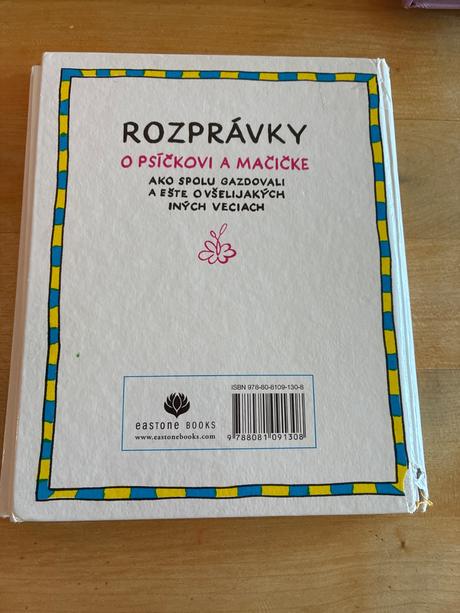 ROZPRÁVKY
O PSÍČKOVI A MAČIČKE
AKO SPOLU GAZDOVALI
A EŠTE O VŠELIJAKÝCH
INÝCH VECIACH
ISBN 978-80-8109-130-8
eastone BOOKS
www.eastonebooks.com
9 788081 091308